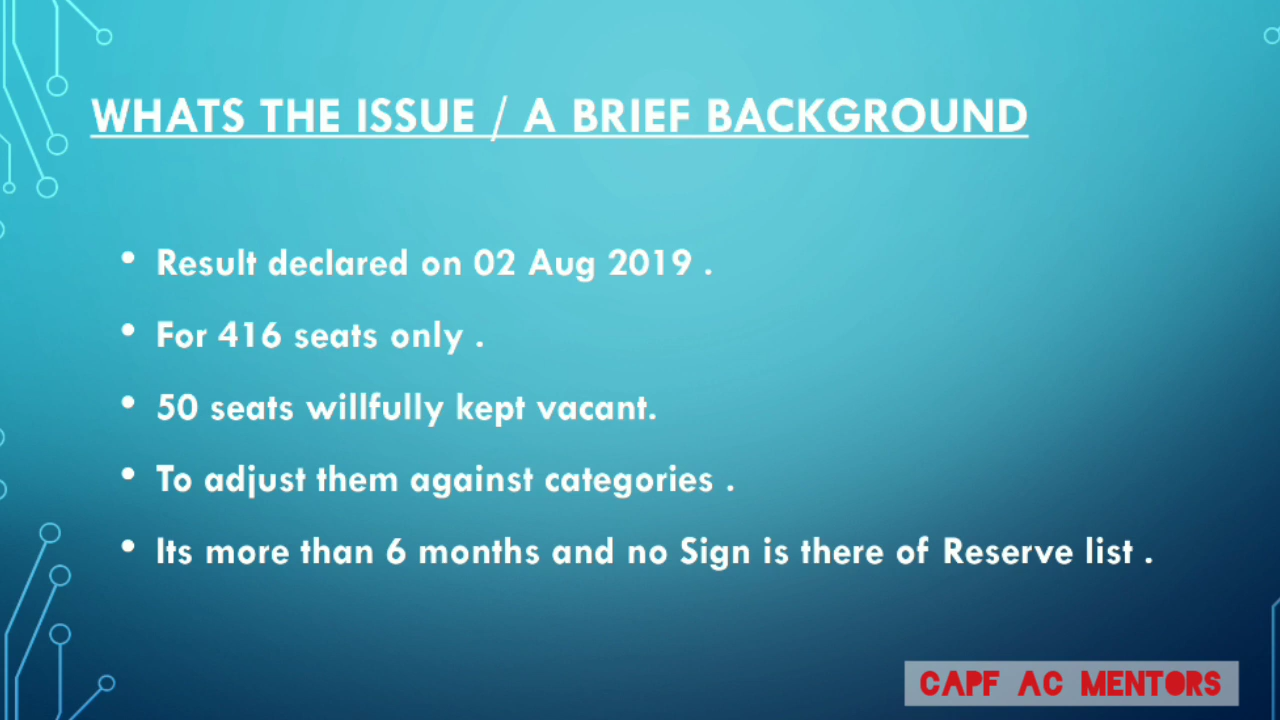 WHATS THE ISSUE / A BRIEF BACKGROUND
• Result declared on 02 Aug 2019 .
• For 416 seats only .
• 50 seats willfully kept vacant.
• To adjust them against categories .
• Its more than 6 months and no Sign is there of Reserve list .
CAPF AC MENTORS